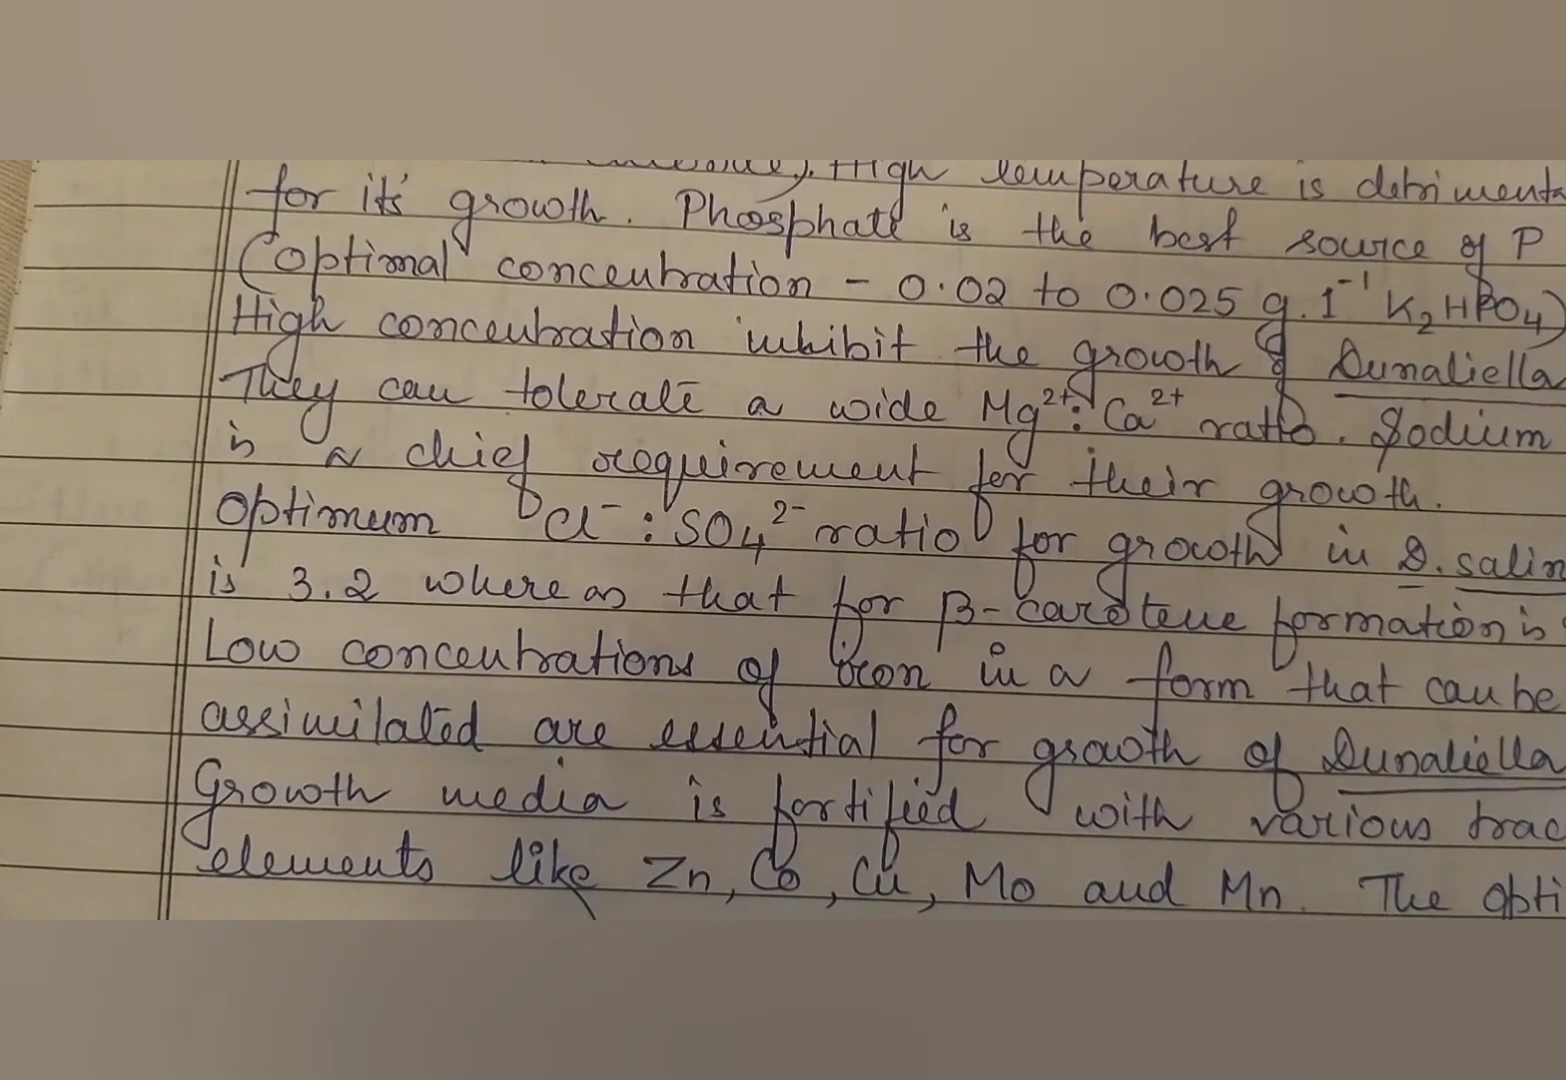 High temperature is detrimenta
for it's growth. Phosphate is the best source of P
(optimal concentration - 0.02 to 0.025 g.l⁻¹ K₂HPO₄)
High concentration inhibit the growth of Dunaliella
They can tolerate a wide Mg²⁺:Ca²⁺ ratio. Sodium
is a chief requirement for their growth.
Optimum Cl⁻:SO₄²⁻ ratio for growth in D. salin
is 3.2 where as that for β-carotene formation is
Low concentrations of iron in a form that can be
assimilated are essential for growth of Dunaliella
Growth media is fortified with various trac
elements like Zn, Co, Cu, Mo and Mn. The opti